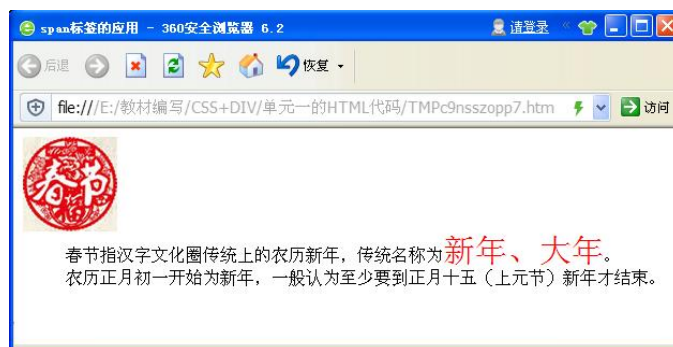 span标签的应用 - 360安全浏览器 6.2 请登录
后退 恢复
file:///E:/教材编写/CSS+DIV/单元一的HTML代码/TMPc9nsszopp7.htm 访问
春节
福
春节指汉字文化圈传统上的农历新年，传统名称为新年、大年。
农历正月初一开始为新年，一般认为至少要到正月十五（上元节）新年才结束。